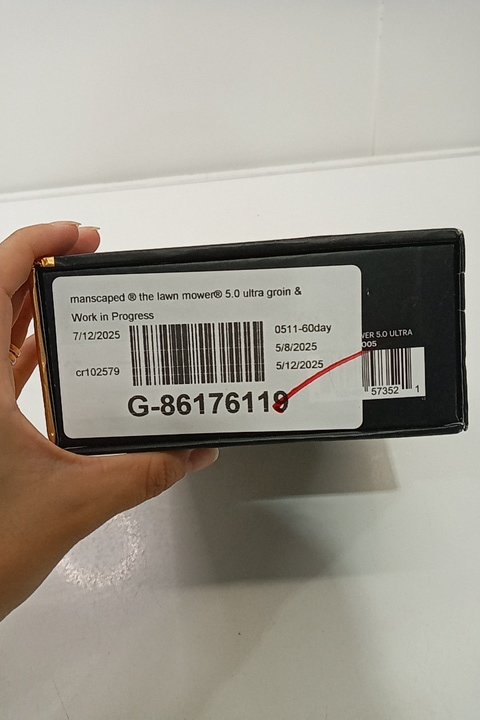 manscaped ® the lawn mower® 5.0 ultra groin &
Work in Progress
7/12/2025
0511-60day
5/8/2025
cr102579
5/12/2025
G-86176119
5.0 ULTRA
57352 1